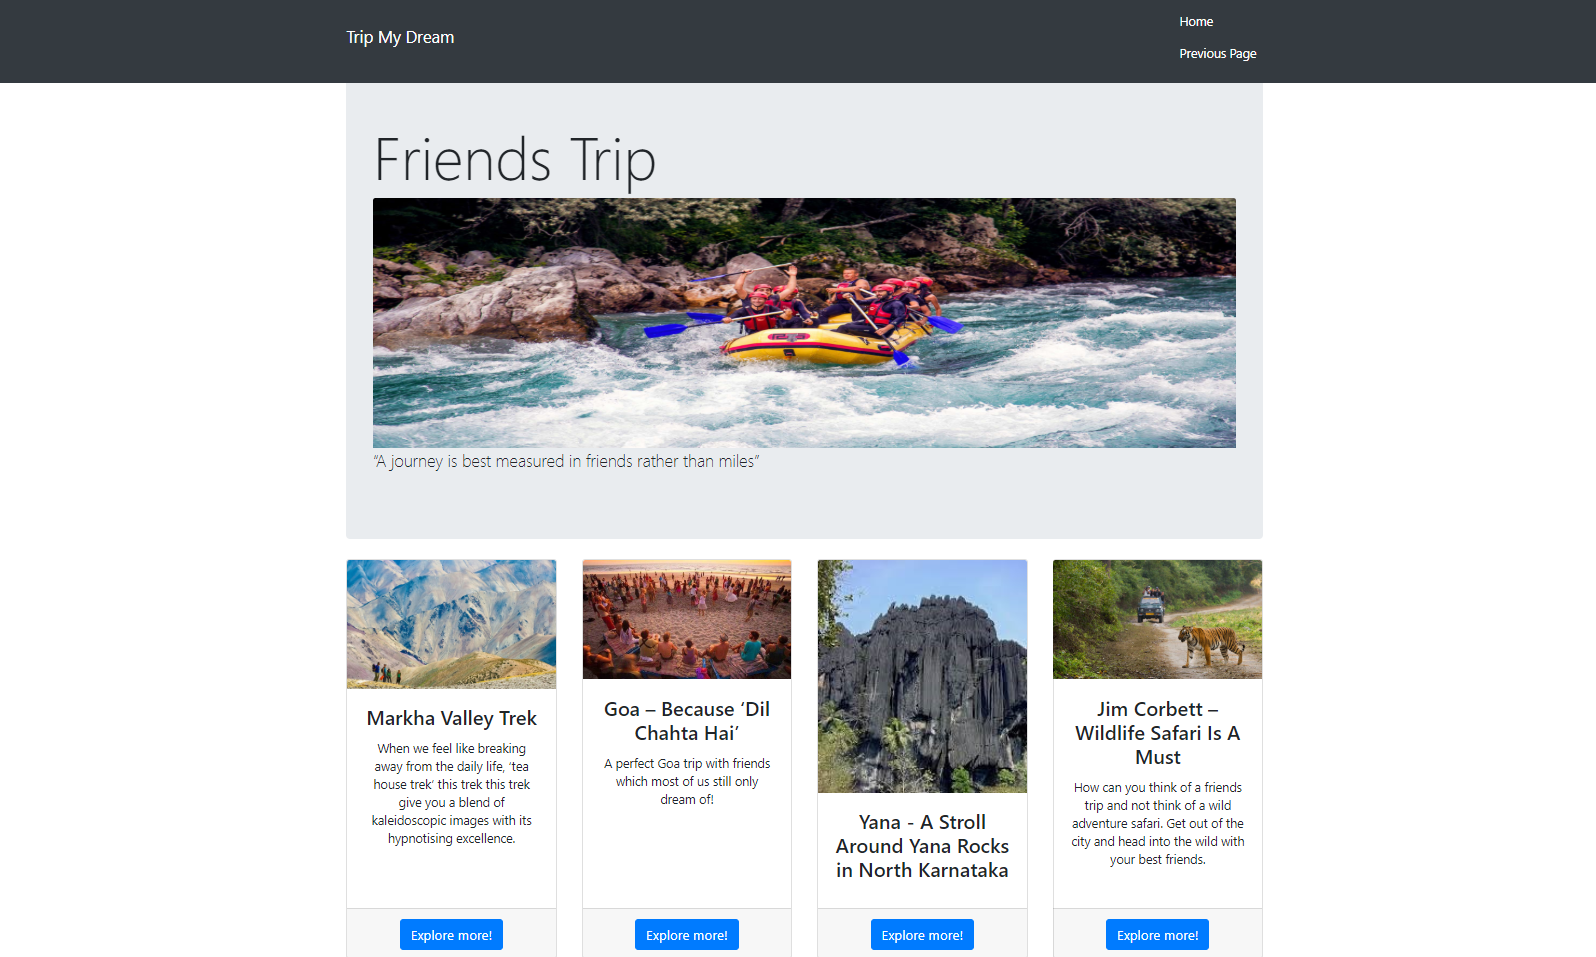 Trip My Dream
Home
Previous Page
Friends Trip
“A journey is best measured in friends rather than miles”
Markha Valley Trek
When we feel like breaking
away from the daily life, ‘tea
house trek’ this trek this trek
give you a blend of
kaleidoscopic images with its
hypnotising excellence.
Explore more!
Goa – Because ‘Dil
Chahta Hai’
A perfect Goa trip with friends
which most of us still only
dream of!
Explore more!
Yana - A Stroll
Around Yana Rocks
in North Karnataka
Explore more!
Jim Corbett –
Wildlife Safari Is A
Must
How can you think of a friends
trip and not think of a wild
adventure safari. Get out of the
city and head into the wild with
your best friends.
Explore more!